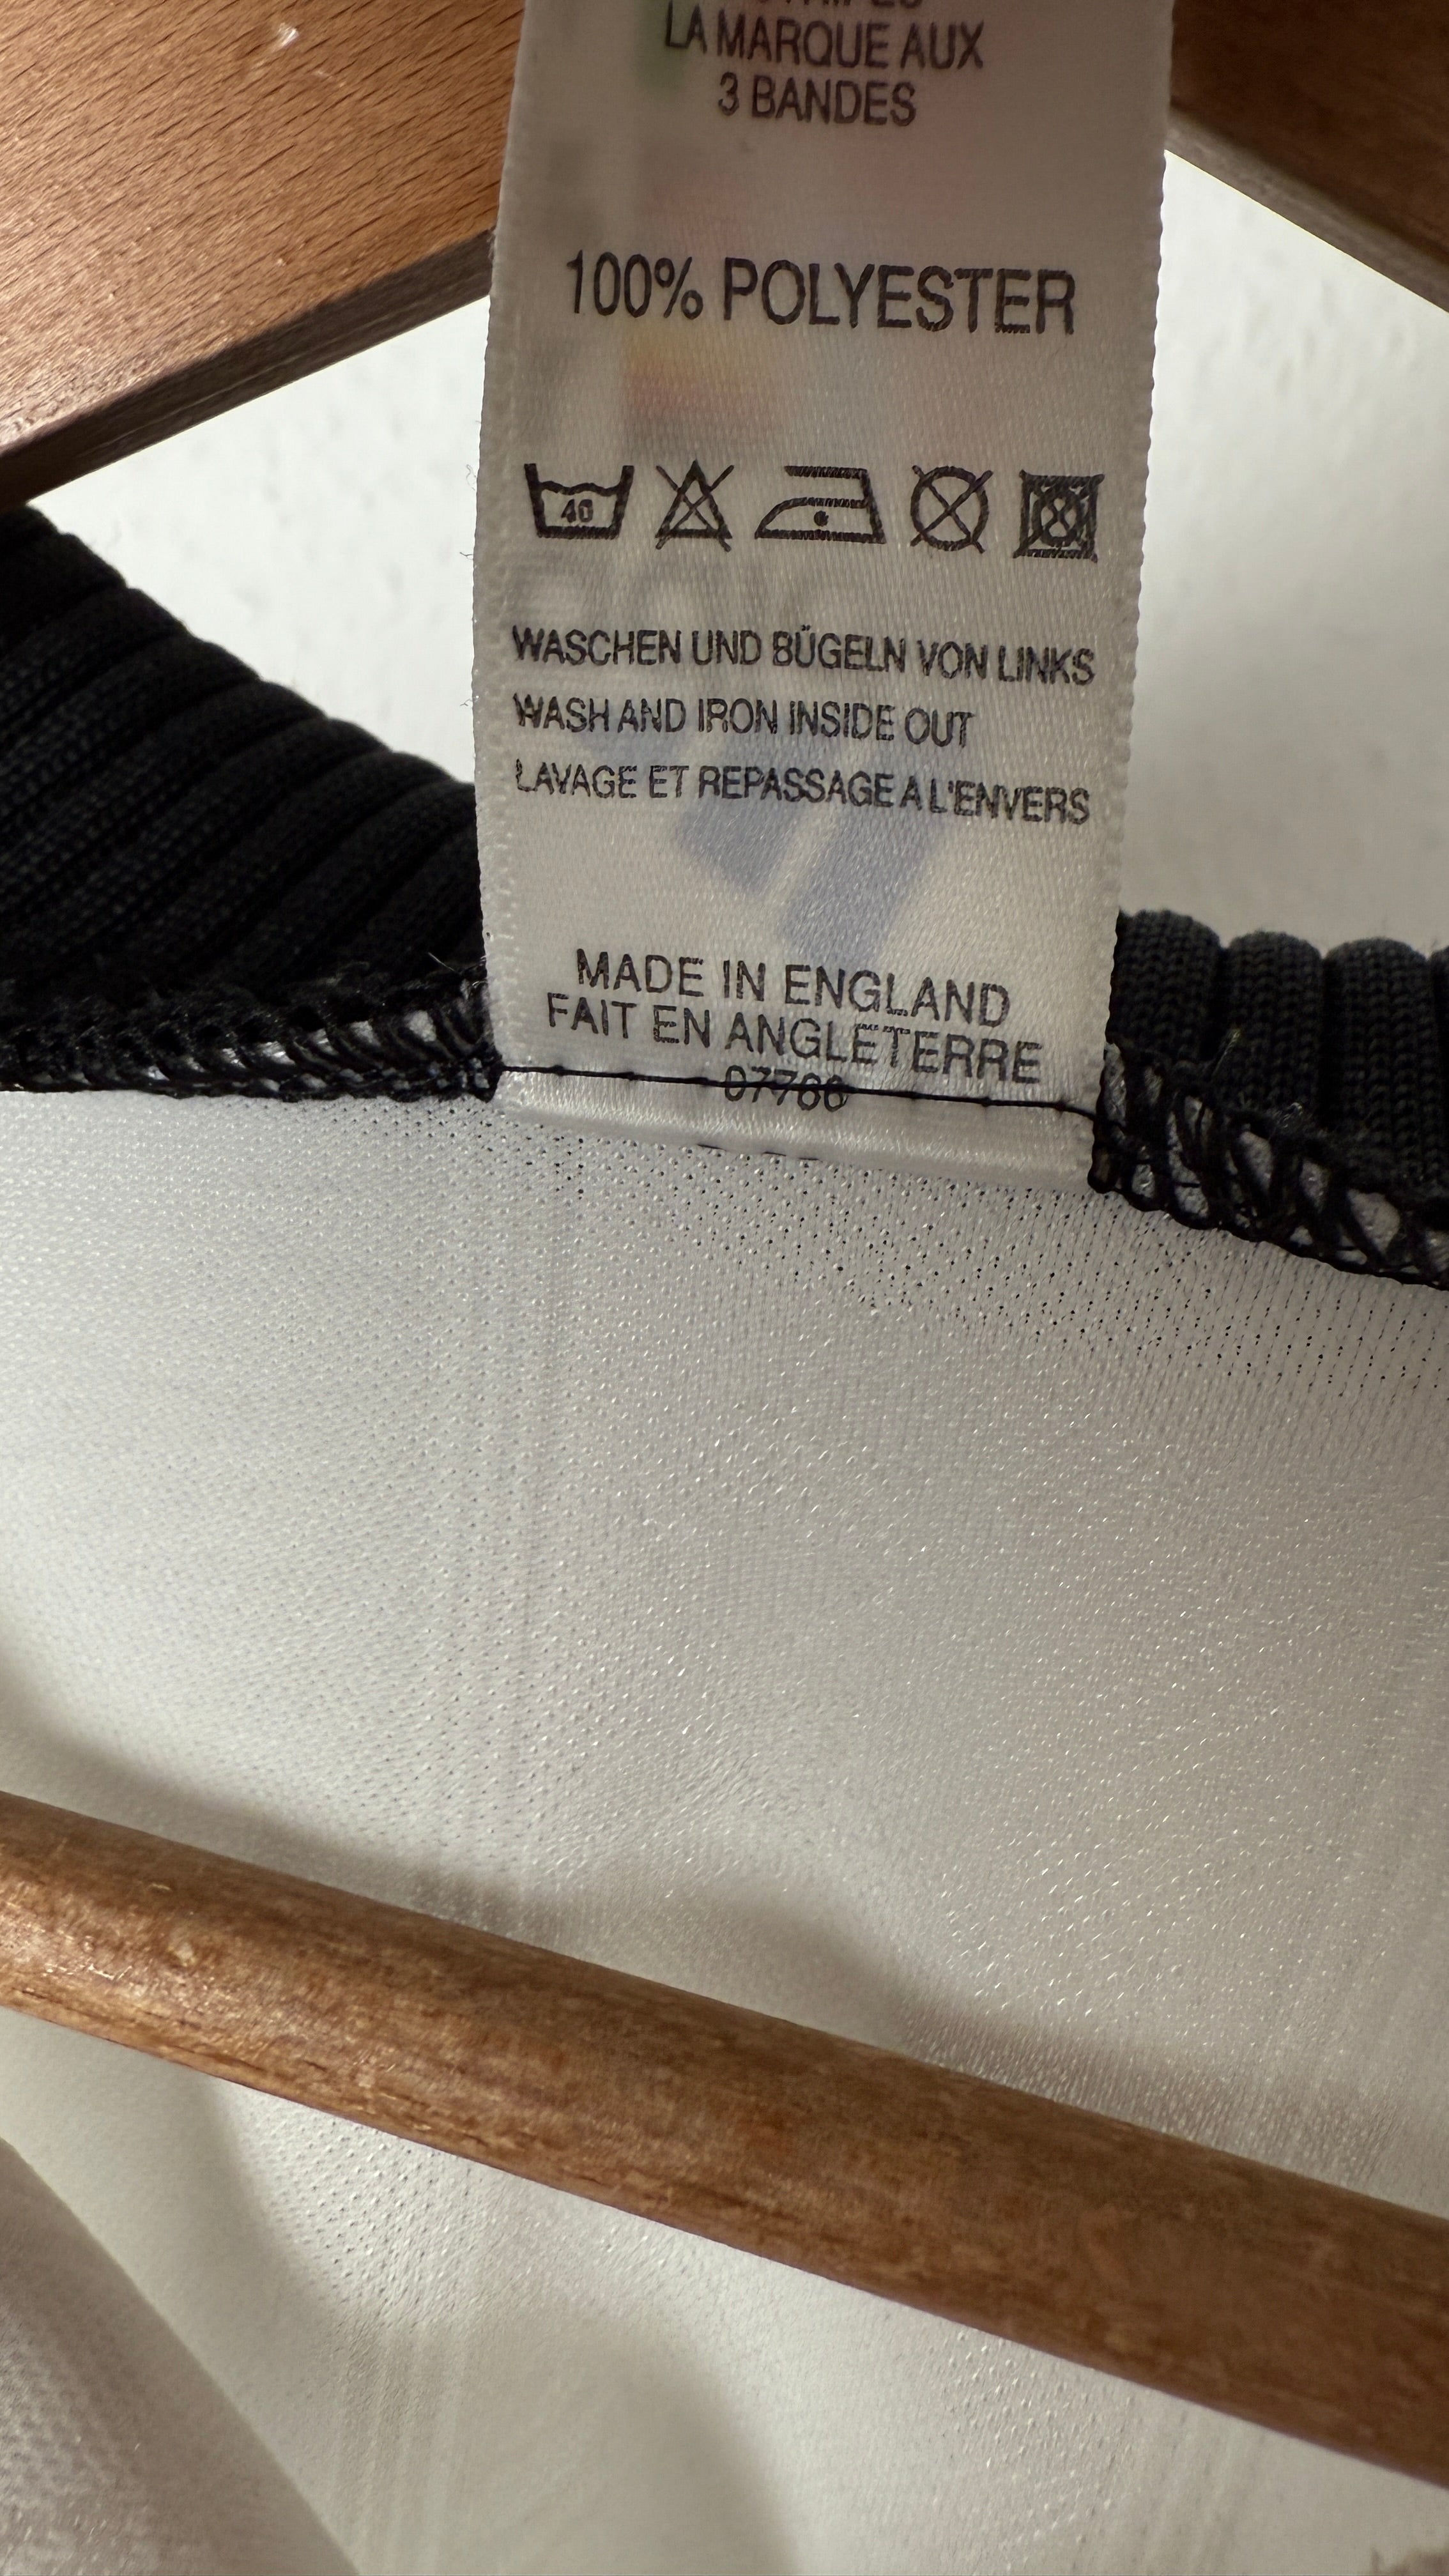 LA MARQUE AUX
3 BANDES
100% POLYESTER
40
WASCHEN UND BÜGELN VON LINKS
WASH AND IRON INSIDE OUT
LAVAGE ET REPASSAGE A L'ENVERS
MADE IN ENGLAND
FAIT EN ANGLETERRE